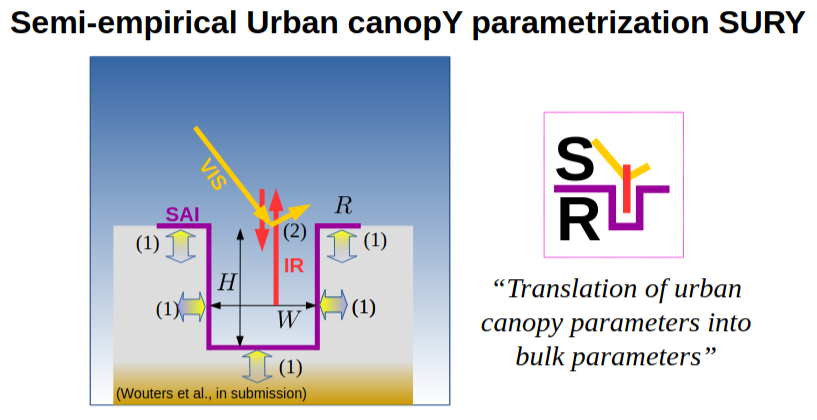 Semi-empirical Urban canopY parametrization SURY
VIS
SAI
R
(1)
(2)
(1)
IR
H
(1)
W
(1)
(1)
(Wouters et al., in submission)
S
R
“Translation of urban
canopy parameters into
bulk parameters”